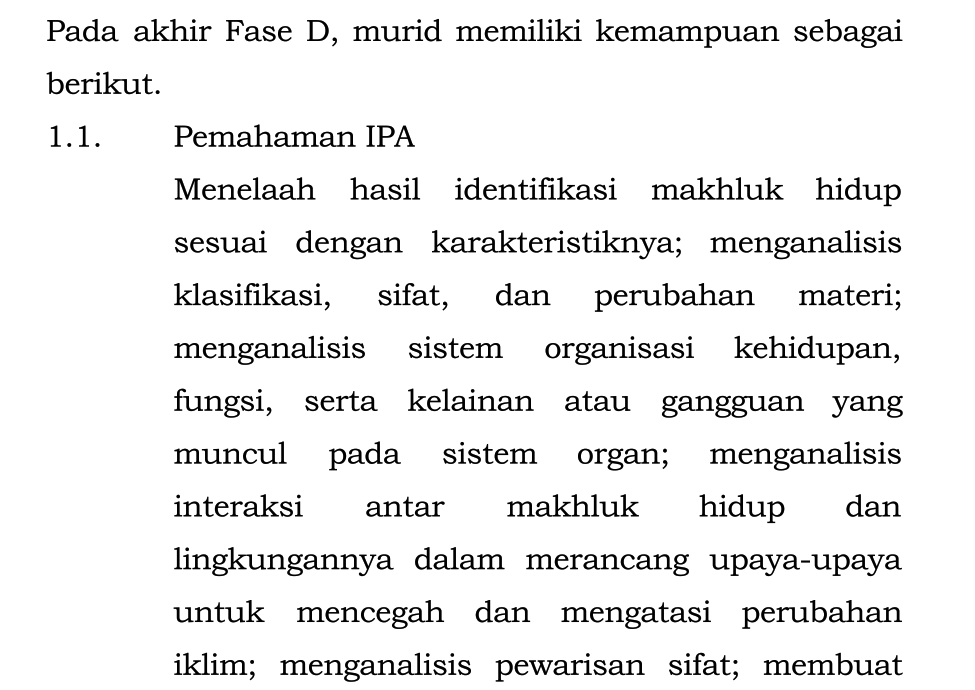 Pada akhir Fase D, murid memiliki kemampuan sebagai
berikut.
1.1. Pemahaman IPA
Menelaah hasil identifikasi makhluk hidup
sesuai dengan karakteristiknya; menganalisis
klasifikasi, sifat, dan perubahan materi;
menganalisis sistem organisasi kehidupan,
fungsi, serta kelainan atau gangguan yang
muncul pada sistem organ; menganalisis
interaksi antar makhluk hidup dan
lingkungannya dalam merancang upaya-upaya
untuk mencegah dan mengatasi perubahan
iklim; menganalisis pewarisan sifat; membuat